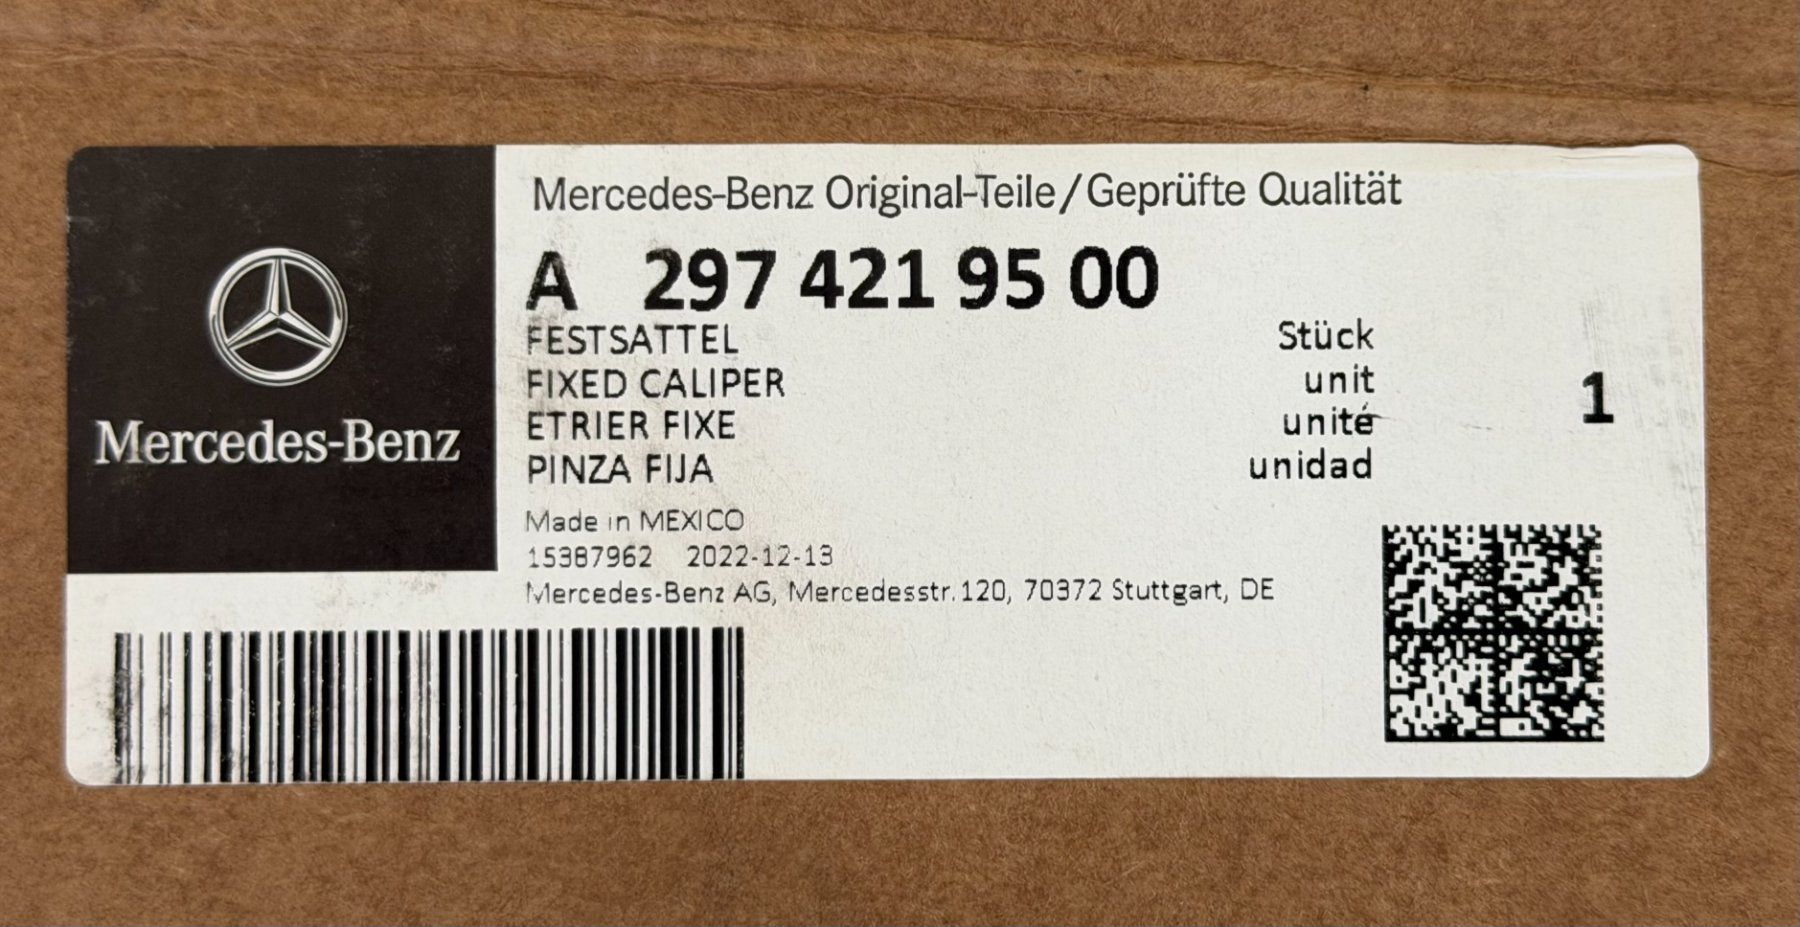 Mercedes-Benz Original-Teile/Geprüfte Qualität
A 297 421 95 00
FESTSATTEL Stück
FIXED CALIPER unit
ETRIER FIXE unité
PINZA FIJA unidad
1
Mercedes-Benz
Made in MEXICO
15387962 2022-12-13
Mercedes-Benz AG, Mercedesstr.120, 70372 Stuttgart, DE